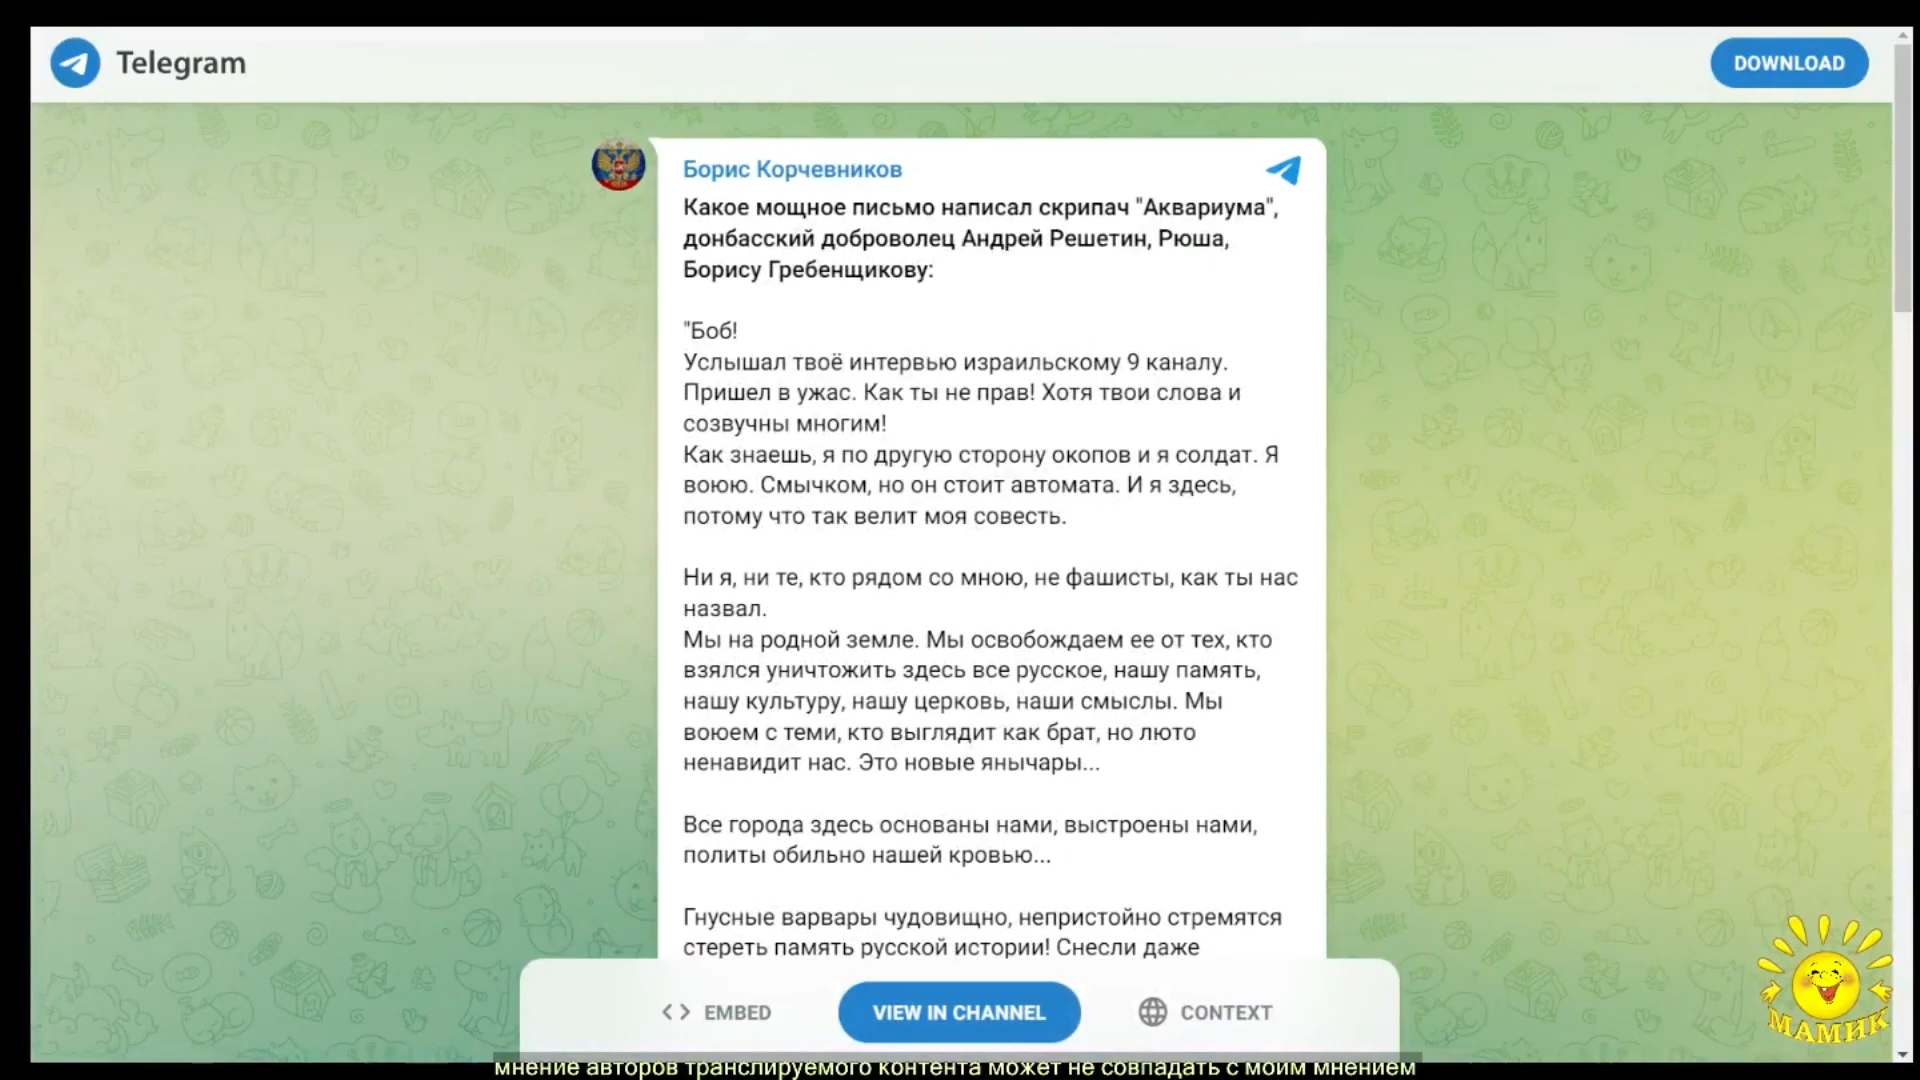 Telegram
DOWNLOAD
Борис Корчевников
Какое мощное письмо написал скрипач "Аквариума",
донбасский доброволец Андрей Решетин, Рюша,
Борису Гребенщикову:
"Боб!
Услышал твоё интервью израильскому 9 каналу.
Пришел в ужас. Как ты не прав! Хотя твои слова и
созвучны многим!
Как знаешь, я по другую сторону окопов и я солдат. Я
воюю. Смычком, но он стоит автомата. И я здесь,
потому что так велит моя совесть.
Ни я, ни те, кто рядом со мною, не фашисты, как ты нас
назвал.
Мы на родной земле. Мы освобождаем ее от тех, кто
взялся уничтожить здесь все русское, нашу память,
нашу культуру, нашу церковь, наши смыслы. Мы
воюем с теми, кто выглядит как брат, но люто
ненавидит нас. Это новые янычары...
Все города здесь основаны нами, выстроены нами,
политы обильно нашей кровью...
Гнусные варвары чудовищно, непристойно стремятся
стереть память русской истории! Снесли даже
EMBED
VIEW IN CHANNEL
CONTEXT
МАМИК
мнение авторов транслируемого контента может не совпадать с моим мнением